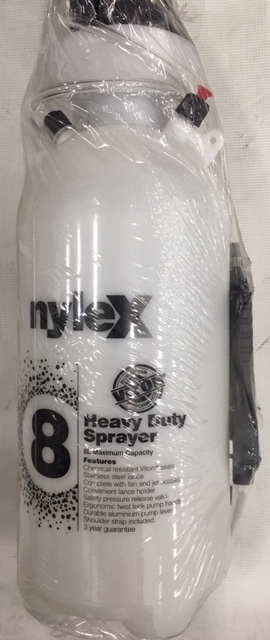 nylex
8
Viton
Heavy Duty
Sprayer
8L Maximum Capacity
Features
Chemical resistant Viton® seals
Stainless steel lance
Complete with fan and jet nozzles
Convenient lance holder
Safety pressure release valve
Ergonomic twist lock pump handle
Durable aluminium pump lever
Shoulder strap included
3 year guarantee